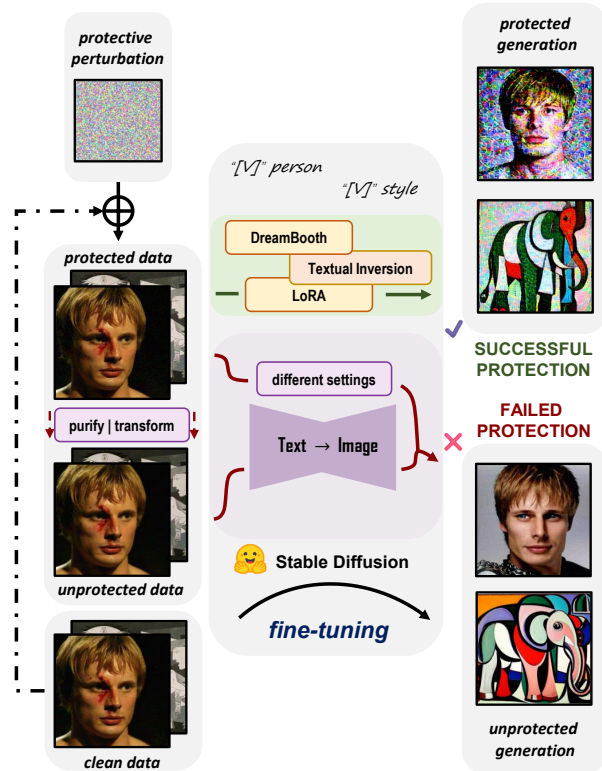 protective
perturbation
protected data
purify | transform
unprotected data
clean data
"[V]" person
"[V]" style
DreamBooth
Textual Inversion
LoRA
different settings
Text → Image
Stable Diffusion
fine-tuning
protected
generation
SUCCESSFUL
PROTECTION
FAILED
PROTECTION
unprotected
generation